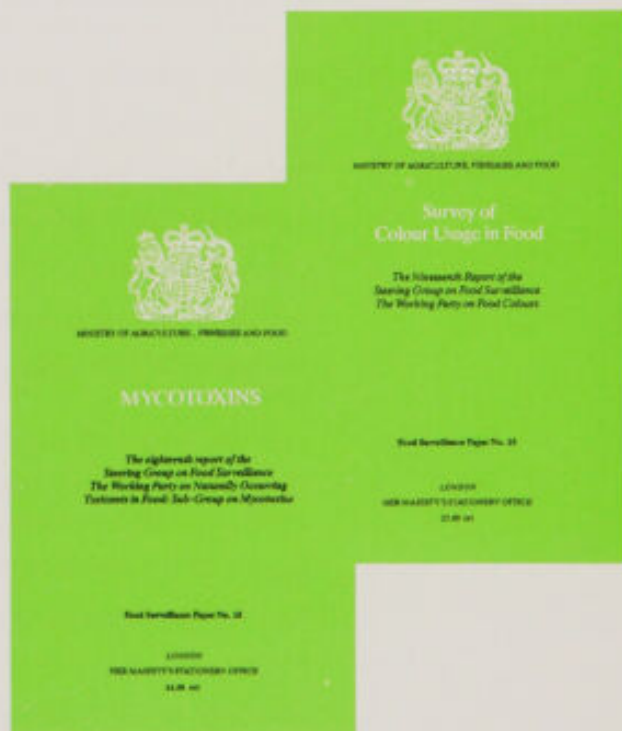 MINISTRY OF AGRICULTURE, FISHERIES AND FOOD
Survey of
Colour Usage in Food
The Nineteenth Report of the
Steering Group on Food Surveillance
The Working Party on Food Colours
Food Surveillance Paper No. 19
LONDON
HER MAJESTY'S STATIONERY OFFICE
net
MINISTRY OF AGRICULTURE, FISHERIES AND FOOD
MYCOTOXINS
The eighteenth report of the
Steering Group on Food Surveillance
The Working Party on Naturally Occurring
Toxicants in Food: Sub-Group on Mycotoxins
Food Surveillance Paper No. 18
LONDON
HER MAJESTY'S STATIONERY OFFICE
net